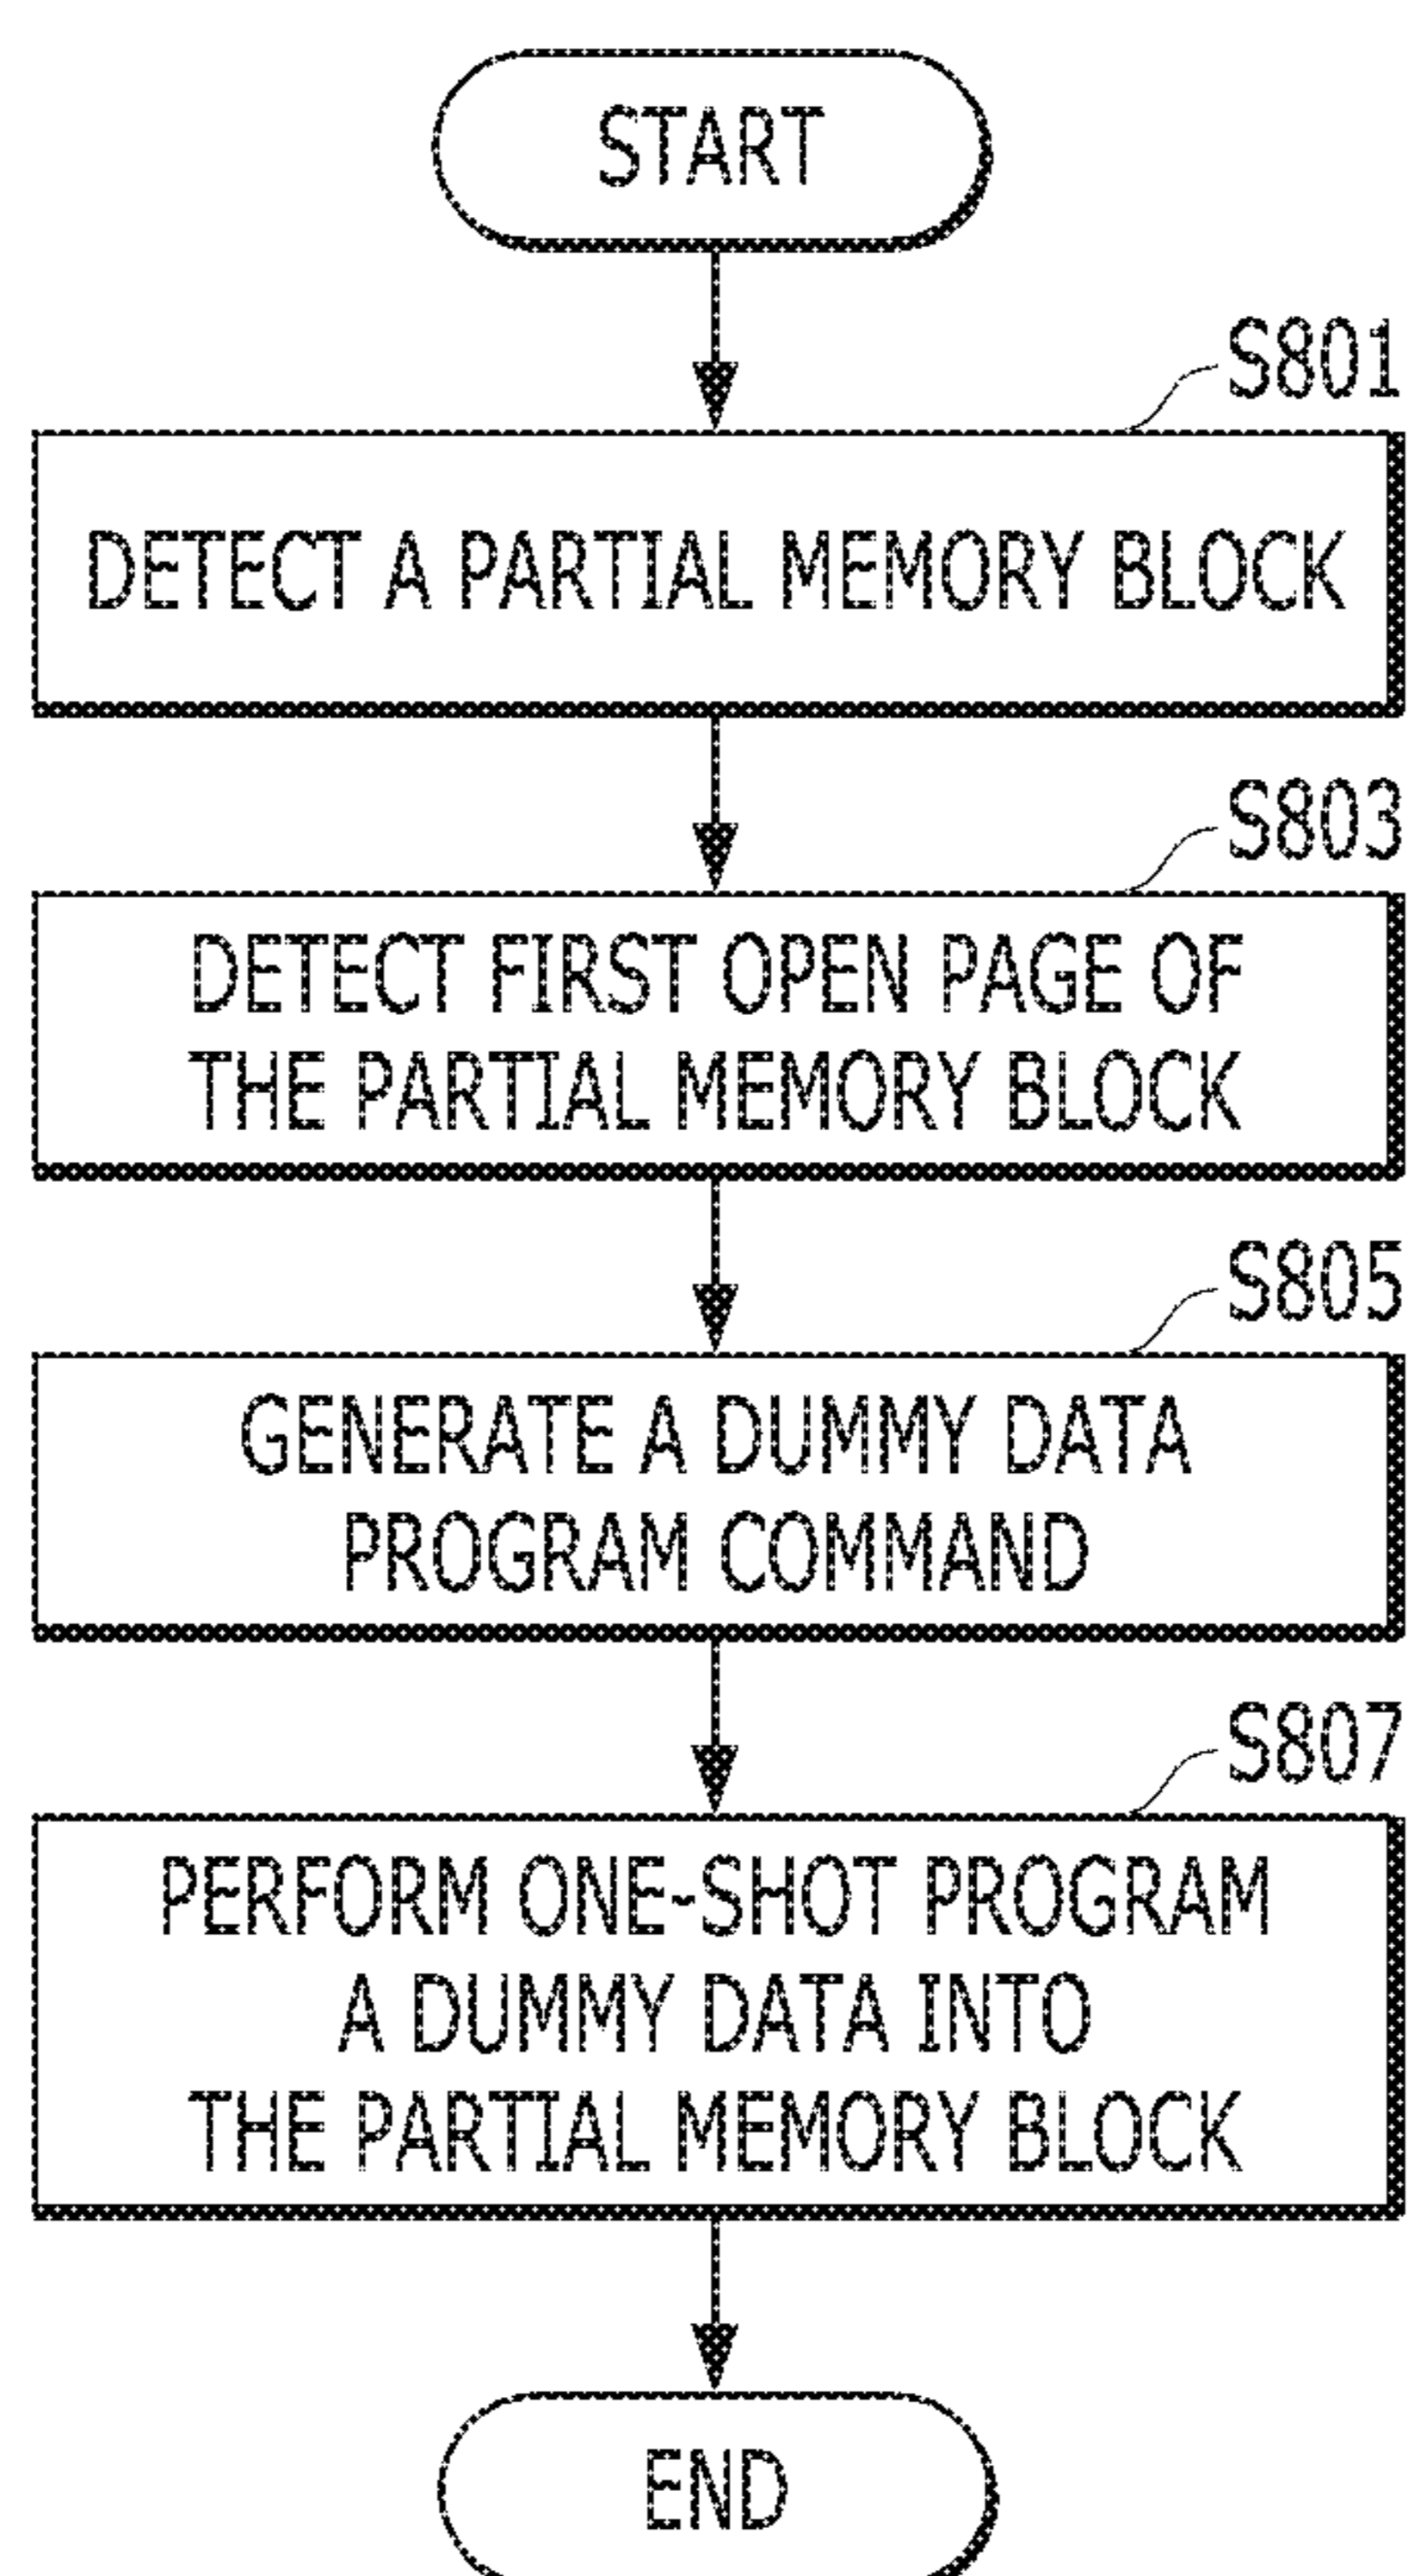 START
S801
DETECT A PARTIAL MEMORY BLOCK
S803
DETECT FIRST OPEN PAGE OF
THE PARTIAL MEMORY BLOCK
S805
GENERATE A DUMMY DATA
PROGRAM COMMAND
S807
PERFORM ONE-SHOT PROGRAM
A DUMMY DATA INTO
THE PARTIAL MEMORY BLOCK
END